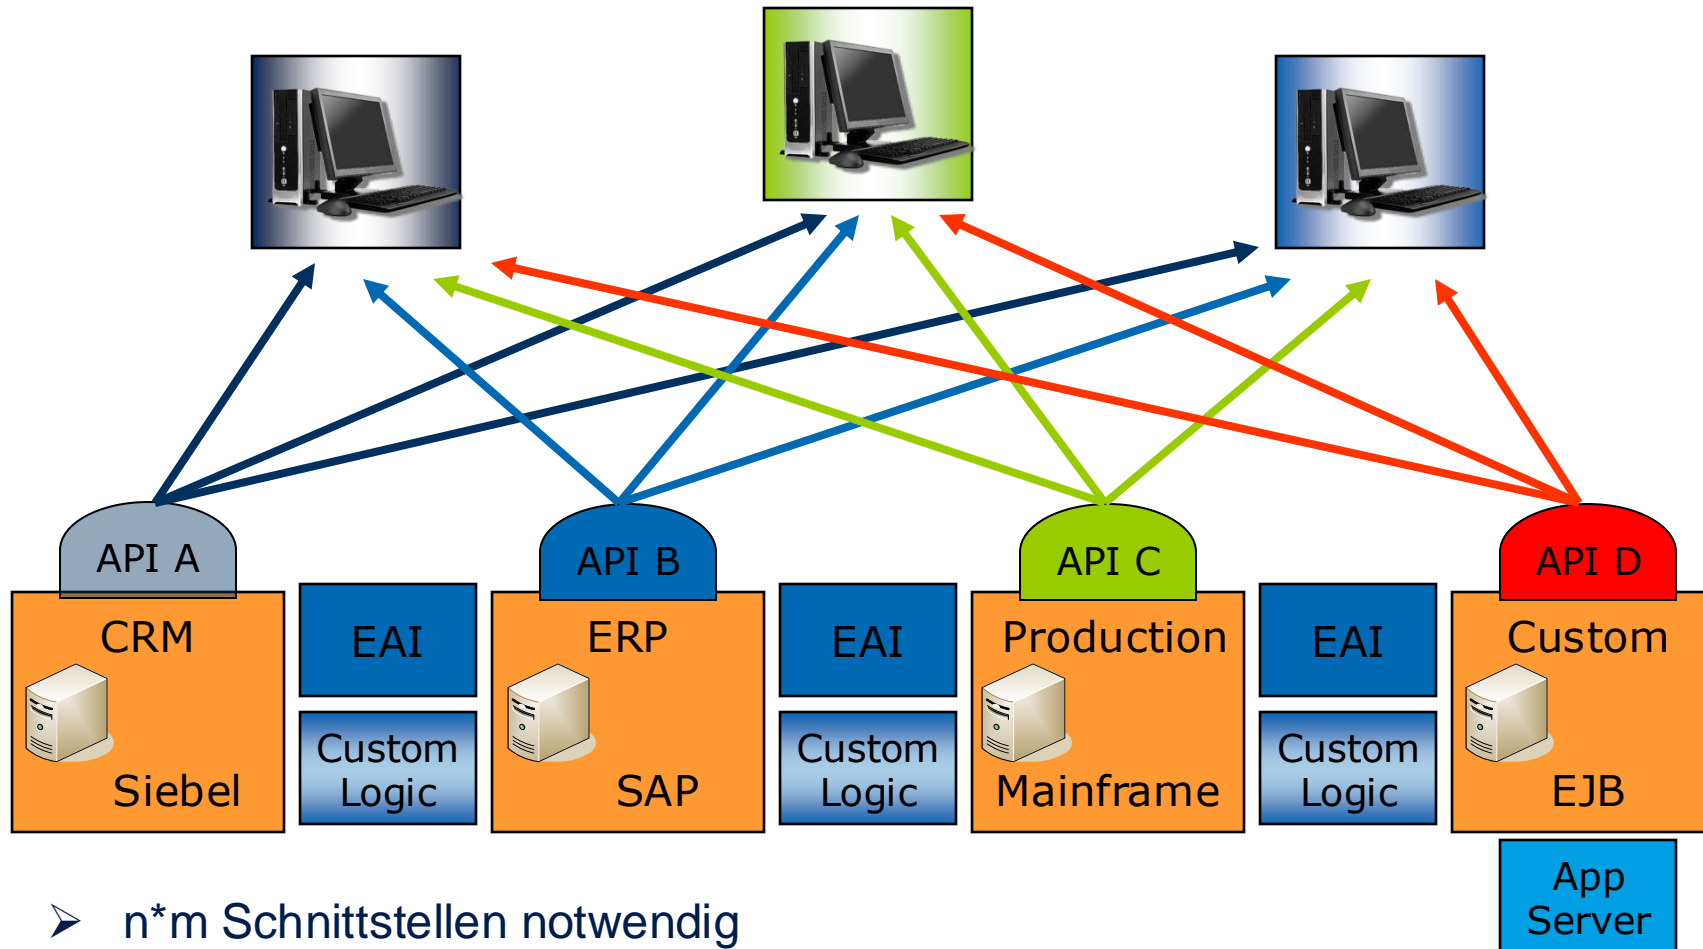 API A
API B
API C
API D
CRM
EAI
ERP
EAI
Production
EAI
Custom
Custom
Logic
Custom
Logic
Custom
Logic
Siebel
SAP
Mainframe
EJB
App
Server
➢ n*m Schnittstellen notwendig